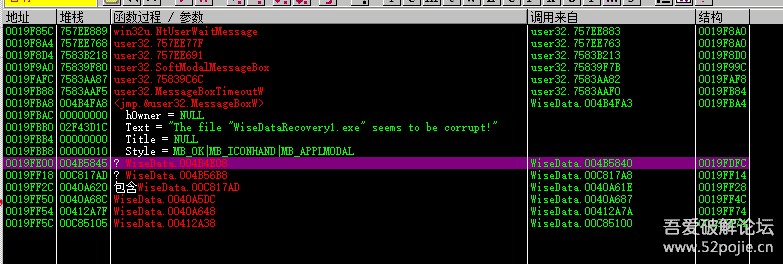 地址 堆栈 函数过程 / 参数 调用来自 结构
0019F85C 757EE889 win32u.NtUserWaitMessage user32.757EE883 0019F8A0
0019F8A4 757EE77F user32.757EE77F user32.757EE768 0019F8A0
0019F8D4 7583B218 user32.757EE691 user32.7583B213 0019F8D0
0019F9A0 75839F80 user32.SoftModalMessageBox user32.75839F7B 0019F99C
0019FAFC 7583AA87 user32.75839C6C user32.7583AA82 0019FAF8
0019FB88 7583AAF5 user32.MessageBoxTimeoutW user32.7583AAF0 0019FB84
0019FBA8 004B4FA8 <jmp.&user32.MessageBoxW> WiseData.004B4FA3 0019FBA4
0019FBAC 00000000 hOwner = NULL
0019FBB0 02F43D1C Text = "The file "WiseDataRecovery1.exe" seems to be corrupt!"
0019FBB4 00000000 Title = NULL
0019FBB8 00000010 Style = MB_OK|MB_ICONHAND|MB_APPLMODAL
0019FE00 004B5845 ? WiseData.004B5840 0019FDFC
0019FF18 00C817AD ? WiseData.004B56B8 WiseData.00C817A8 0019FF14
0019FF2C 0040A620 包含WiseData.00C817AD WiseData.0040A61E 0019FF28
0019FF50 0040A68C WiseData.0040A5DC WiseData.0040A687 0019FF4C
0019FF54 00412A7F WiseData.0040A648 WiseData.00412A7A 0019FF74
0019FF5C 00C85105 WiseData.00412A38 WiseData.00C85100
吾爱破解论坛
www.52pojie.cn